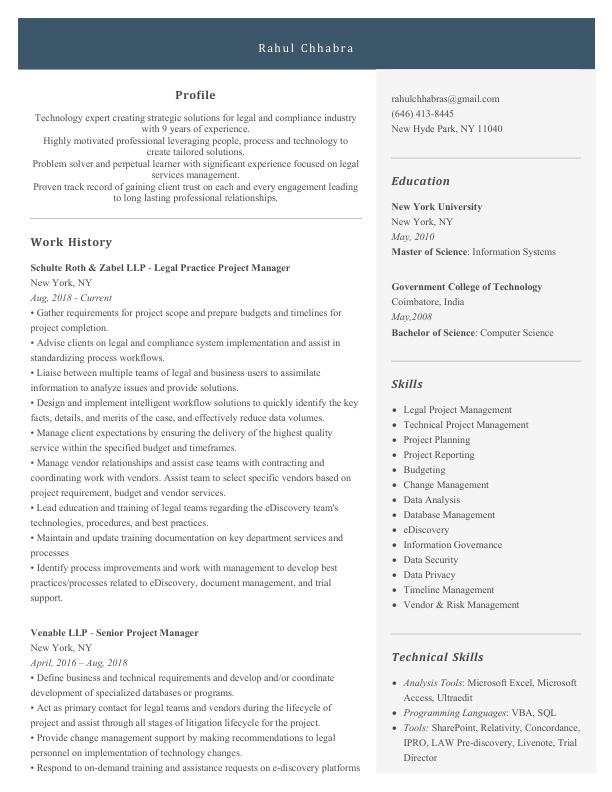 Rahul Chhabra
Profile
Technology expert creating strategic solutions for legal and compliance industry
with 9 years of experience.
Highly motivated professional leveraging people, process and technology to
create tailored solutions.
Problem solver and perpetual learner with significant experience focused on legal
services management.
Proven track record of gaining client trust on each and every engagement leading
to long lasting professional relationships.
Work History
Schulte Roth & Zabel LLP - Legal Practice Project Manager
New York, NY
Aug, 2018 - Current
• Gather requirements for project scope and prepare budgets and timelines for
project completion.
• Advise clients on legal and compliance system implementation and assist in
standardizing process workflows.
• Liaise between multiple teams of legal and business users to assimilate
information to analyze issues and provide solutions.
• Design and implement intelligent workflow solutions to quickly identify the key
facts, details, and merits of the case, and effectively reduce data volumes.
• Manage client expectations by ensuring the delivery of the highest quality
service within the specified budget and timeframes.
• Manage vendor relationships and assist case teams with contracting and
coordinating work with vendors. Assist team to select specific vendors based on
project requirement, budget and vendor services.
• Lead education and training of legal teams regarding the eDiscovery team's
technologies, procedures, and best practices.
• Maintain and update training documentation on key department services and
processes
• Identify process improvements and work with management to develop best
practices/processes related to eDiscovery, document management, and trial
support.
Venable LLP - Senior Project Manager
New York, NY
April, 2016 – Aug, 2018
• Define business and technical requirements and develop and/or coordinate
development of specialized databases or programs.
• Act as primary contact for legal teams and vendors during the lifecycle of
project and assist through all stages of litigation lifecycle for the project.
• Provide change management support by making recommendations to legal
personnel on implementation of technology changes.
• Respond to on-demand training and assistance requests on e-discovery platforms
rahulchhabras@gmail.com
(646) 413-8445
New Hyde Park, NY 11040
Education
New York University
New York, NY
May, 2010
Master of Science: Information Systems
Government College of Technology
Coimbatore, India
May,2008
Bachelor of Science: Computer Science
Skills
• Legal Project Management
• Technical Project Management
• Project Planning
• Project Reporting
• Budgeting
• Change Management
• Data Analysis
• Database Management
• eDiscovery
• Information Governance
• Data Security
• Data Privacy
• Timeline Management
• Vendor & Risk Management
Technical Skills
• Analysis Tools: Microsoft Excel, Microsoft
Access, Ultraedit
• Programming Languages: VBA, SQL
• Tools: SharePoint, Relativity, Concordance,
IPRO, LAW Pre-discovery, Livenote, Trial
Director